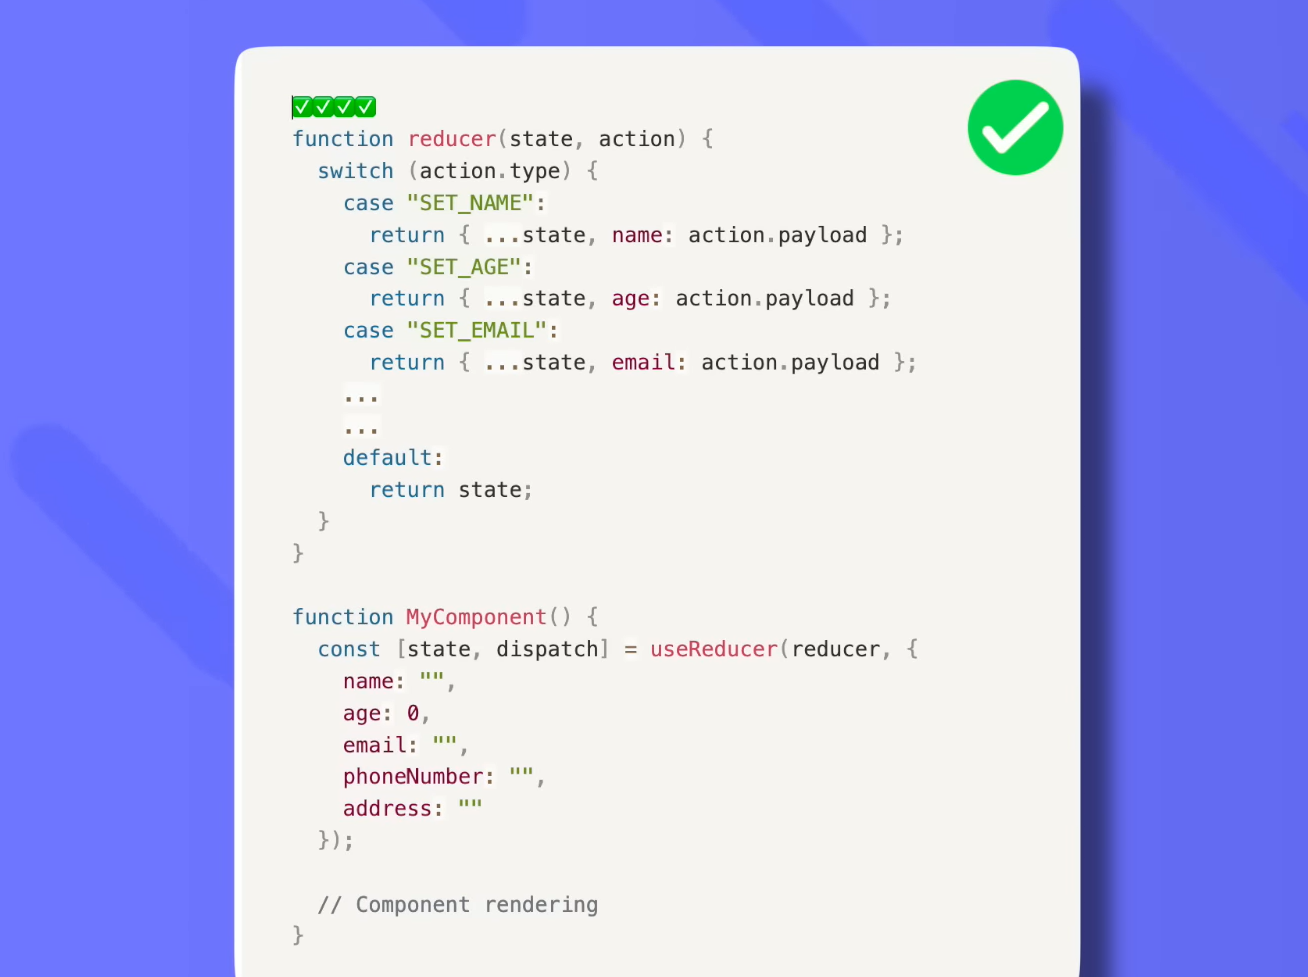 ✅✅✅✅
function reducer(state, action) {
  switch (action.type) {
    case "SET_NAME":
      return { ...state, name: action.payload };
    case "SET_AGE":
      return { ...state, age: action.payload };
    case "SET_EMAIL":
      return { ...state, email: action.payload };
    ...
    ...
    default:
      return state;
  }
}

function MyComponent() {
  const [state, dispatch] = useReducer(reducer, {
    name: "",
    age: 0,
    email: "",
    phoneNumber: "",
    address: ""
  });

  // Component rendering
}